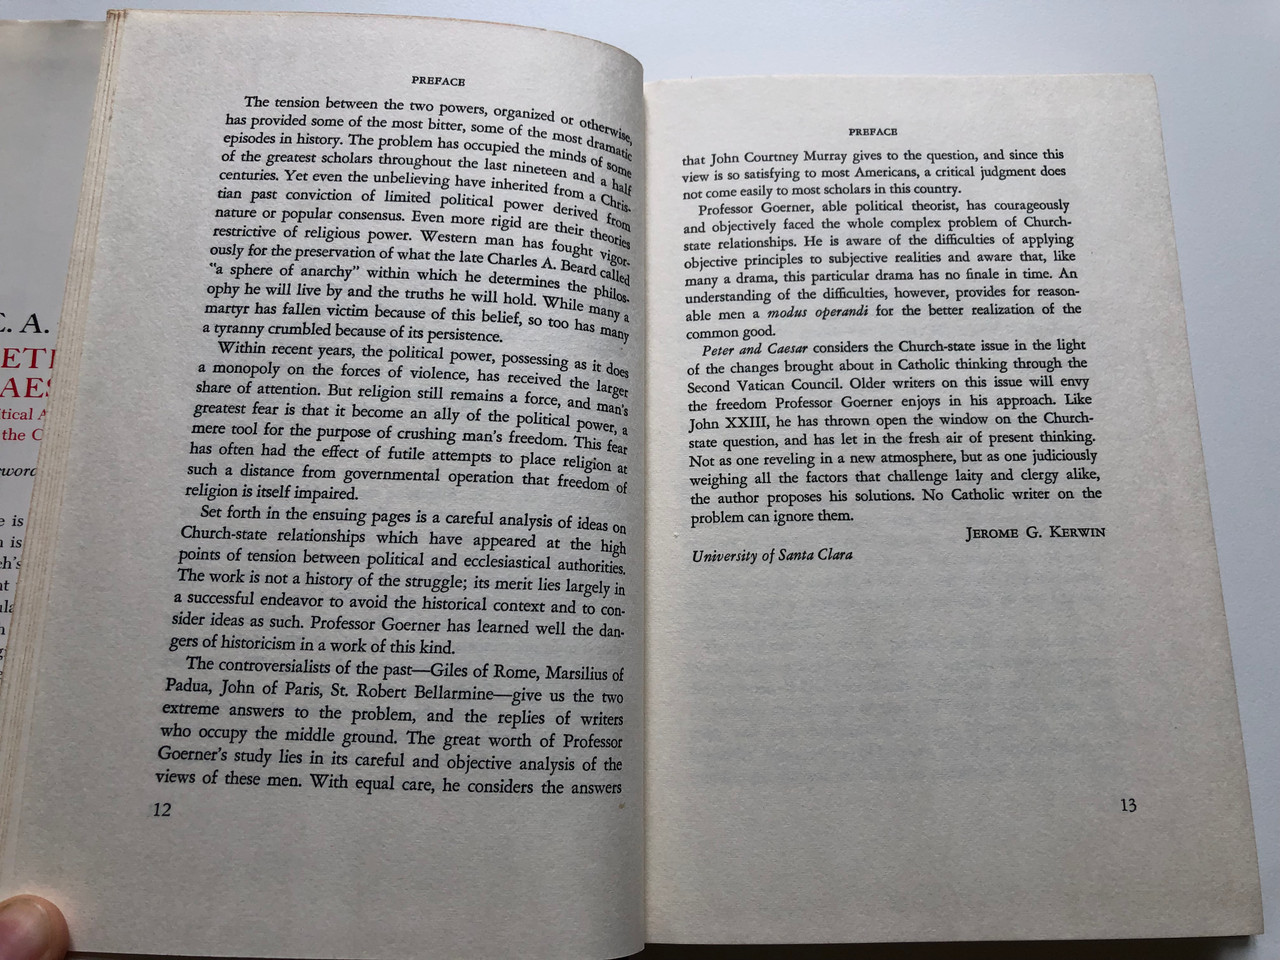 C. A.
itical A
the C
PREFACE
The tension between the two powers, organized or otherwise,
has provided some of the most bitter, some of the most dramatic
episodes in history. The problem has occupied the minds of some
of the greatest scholars throughout the last nineteen and a half
centuries. Yet even the unbelieving have inherited from a Chris-
tian past conviction of limited political power derived from
nature or popular consensus. Even more rigid are their theories
restrictive of religious power. Western man has fought vigor-
ously for the preservation of what the late Charles A. Beard called
"a sphere of anarchy" within which he determines the philos-
ophy he will live by and the truths he will hold. While many a
martyr has fallen victim because of this belief, so too has many
a tyranny crumbled because of its persistence.
Within recent years, the political power, possessing as it does
a monopoly on the forces of violence, has received the larger
share of attention. But religion still remains a force, and man's
greatest fear is that it become an ally of the political power, a
mere tool for the purpose of crushing man's freedom. This fear
has often had the effect of futile attempts to place religion at
such a distance from governmental operation that freedom of
religion is itself impaired.
Set forth in the ensuing pages is a careful analysis of ideas on
Church-state relationships which have appeared at the high
points of tension between political and ecclesiastical authorities.
The work is not a history of the struggle; its merit lies largely in
a successful endeavor to avoid the historical context and to con-
sider ideas as such. Professor Goerner has learned well the dan-
gers of historicism in a work of this kind.
The controversialists of the past—Giles of Rome, Marsilius of
Padua, John of Paris, St. Robert Bellarmine—give us the two
extreme answers to the problem, and the replies of writers
who occupy the middle ground. The great worth of Professor
Goerner's study lies in its careful and objective analysis of the
views of these men. With equal care, he considers the answers
12
PREFACE
that John Courtney Murray gives to the question, and since this
view is so satisfying to most Americans, a critical judgment does
not come easily to most scholars in this country.
Professor Goerner, able political theorist, has courageously
and objectively faced the whole complex problem of Church-
state relationships. He is aware of the difficulties of applying
objective principles to subjective realities and aware that, like
many a drama, this particular drama has no finale in time. An
understanding of the difficulties, however, provides for reason-
able men a modus operandi for the better realization of the
common good.
Peter and Caesar considers the Church-state issue in the light
of the changes brought about in Catholic thinking through the
Second Vatican Council. Older writers on this issue will envy
the freedom Professor Goerner enjoys in his approach. Like
John XXIII, he has thrown open the window on the Church-
state question, and has let in the fresh air of present thinking.
Not as one reveling in a new atmosphere, but as one judiciously
weighing all the factors that challenge laity and clergy alike,
the author proposes his solutions. No Catholic writer on the
problem can ignore them.
JEROME G. KERWIN
University of Santa Clara
13